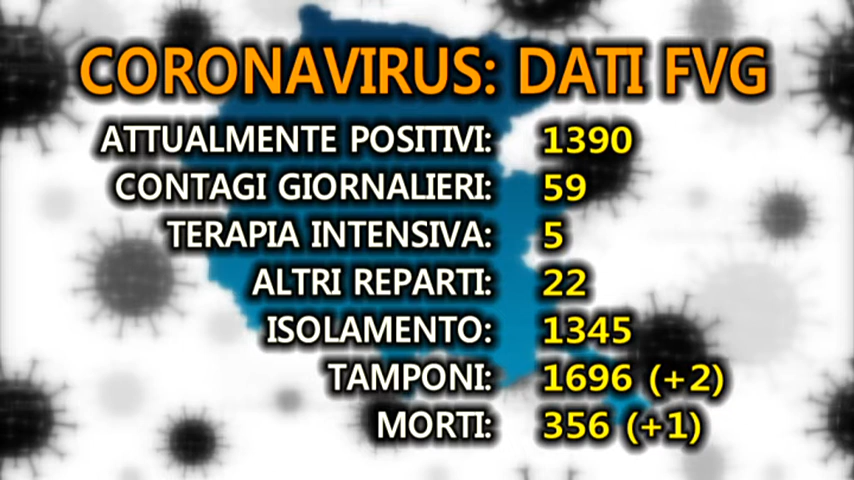 CORONAVIRUS: DATI FVG
ATTUALMENTE POSITIVI: 1390
CONTAGI GIORNALIERI: 59
TERAPIA INTENSIVA: 5
ALTRI REPARTI: 22
ISOLAMENTO: 1345
TAMPONI: 1696 (+2)
MORTI: 356 (+1)